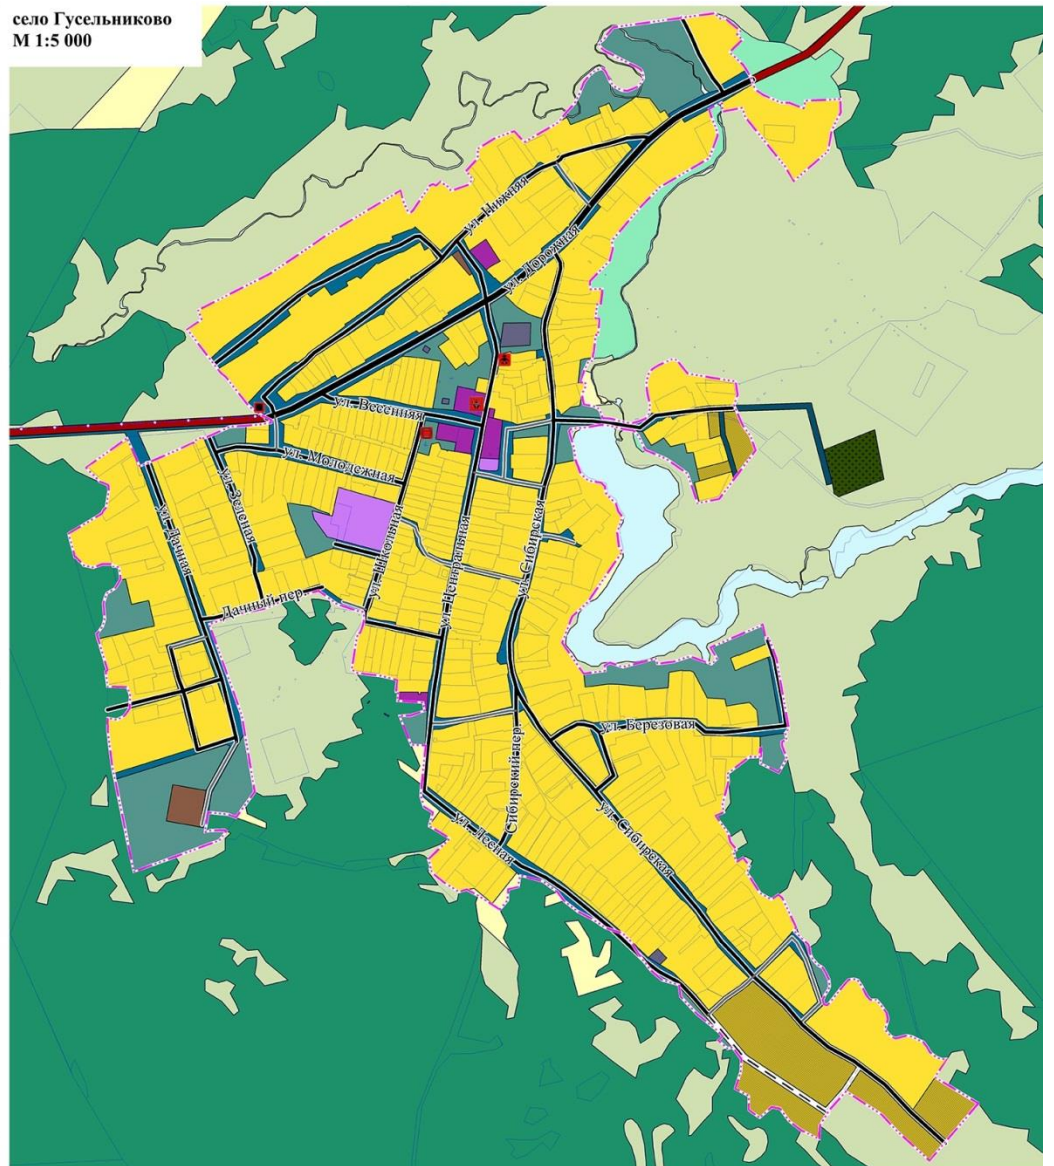 село Гусельниково
М 1:5 000
ул. Нижняя
ул. Дорожная
ул. Весенняя
ул. Молодежная
ул. Зеленая
ул. Дачная
ул. Школьная
ул. Центральная
ул. Сибирская
Дачный пер.
ул. Березовая
Сибирский пер.
ул. Лесная
ул. Сибирская